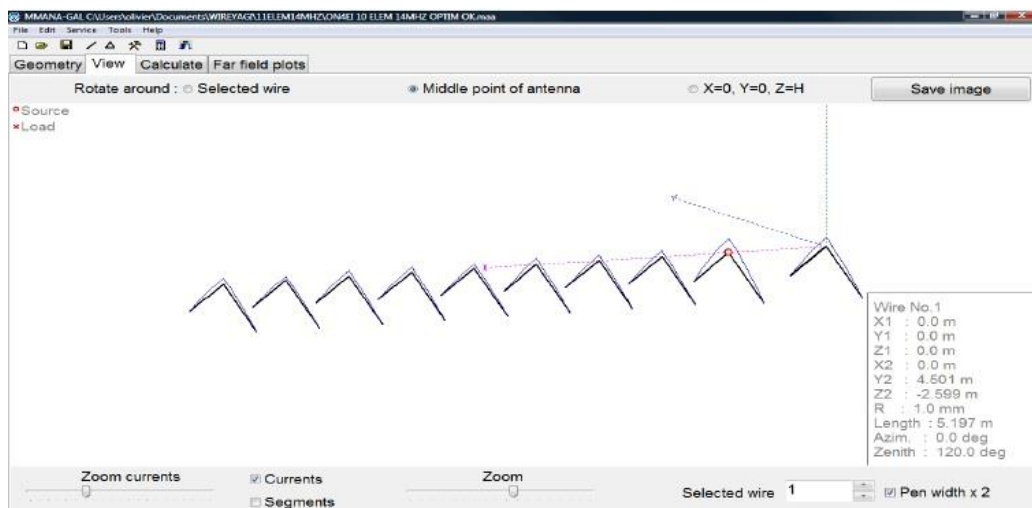 MMANA-GAL C:\Users\olivier\Documents\WIREYAGI\11ELEM14MHZ\ON4EI 10 ELEM 14MHZ OPTIM OK.maa
File Edit Service Tools Help
Geometry View Calculate Far field plots
Rotate around : Selected wire Middle point of antenna X=0, Y=0, Z=H Save image
Source
Load
Y
X
Wire No.1
X1 : 0.0 m
Y1 : 0.0 m
Z1 : 0.0 m
X2 : 0.0 m
Y2 : 4.501 m
Z2 : -2.599 m
R : 1.0 mm
Length : 5.197 m
Azim. : 0.0 deg
Zenith : 120.0 deg
Zoom currents Currents Zoom
Segments Selected wire 1 Pen width x 2